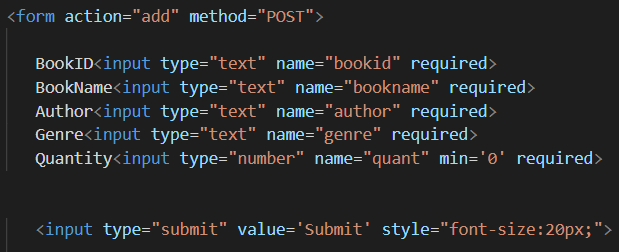 <form action="add" method="POST">
BookID<input type="text" name="bookid" required>
BookName<input type="text" name="bookname" required>
Author<input type="text" name="author" required>
Genre<input type="text" name="genre" required>
Quantity<input type="number" name="quant" min='0' required>
<input type="submit" value='Submit' style="font-size:20px;">